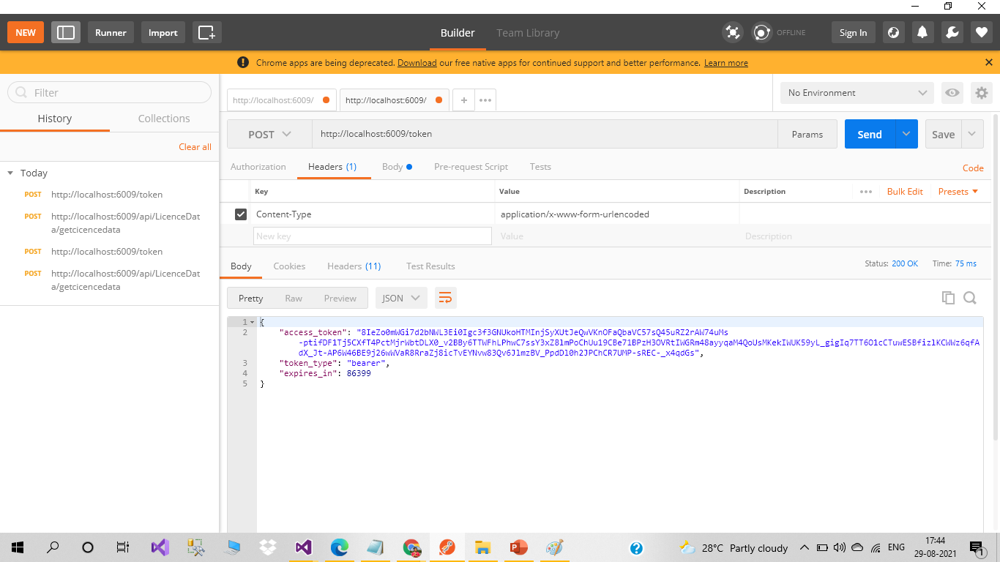 NEW
Runner
Import
Builder
Team Library
OFFLINE
Sign In
! Chrome apps are being deprecated. Download our free native apps for continued support and better performance. Learn more
Filter
History
Collections
Clear all
Today
POST http://localhost:6009/token
POST http://localhost:6009/api/LicenceDat
a/getcicencedata
POST http://localhost:6009/token
POST http://localhost:6009/api/LicenceDat
a/getcicencedata
http://localhost:6009/
http://localhost:6009/
+
•••
No Environment
POST
http://localhost:6009/token
Params
Send
Save
Authorization
Headers (1)
Body
Pre-request Script
Tests
Code
Key
Value
Description
•••
Bulk Edit
Presets
Content-Type
application/x-www-form-urlencoded
New key
Value
Description
Body
Cookies
Headers (11)
Test Results
Status: 200 OK
Time: 75 ms
Pretty
Raw
Preview
JSON
1 {
2 "access_token": "8IeZo0mWGi7d2bNWL3Ei0Igc3f3GNUkoHTMInjSyXUtJeQwVKnOFaQbaVC57sQ45uRZ2rAW74uMs
-ptifDF1Tj5CXfT4PctMjrWbtDLX0_v2BBy6TTWFhLPhwC7ssY3xZ8lmPoChUu19CBe71BPzH3OVRtIWGRm48ayyqaM4QoUsMKekIWUK59yL_gigIq7TT6O1cCTuwESBfizlKCWWz6qfA
dX_Jt-AP6W46BE9j26wWVaR8RraZj8icTvEYNvw83Qv6JlmzBV_PpdDl0h2JPChCR7UMP-sREC-_x4qdGs",
3 "token_type": "bearer",
4 "expires_in": 86399
5 }
28°C Partly cloudy
ENG
17:44
29-08-2021
1